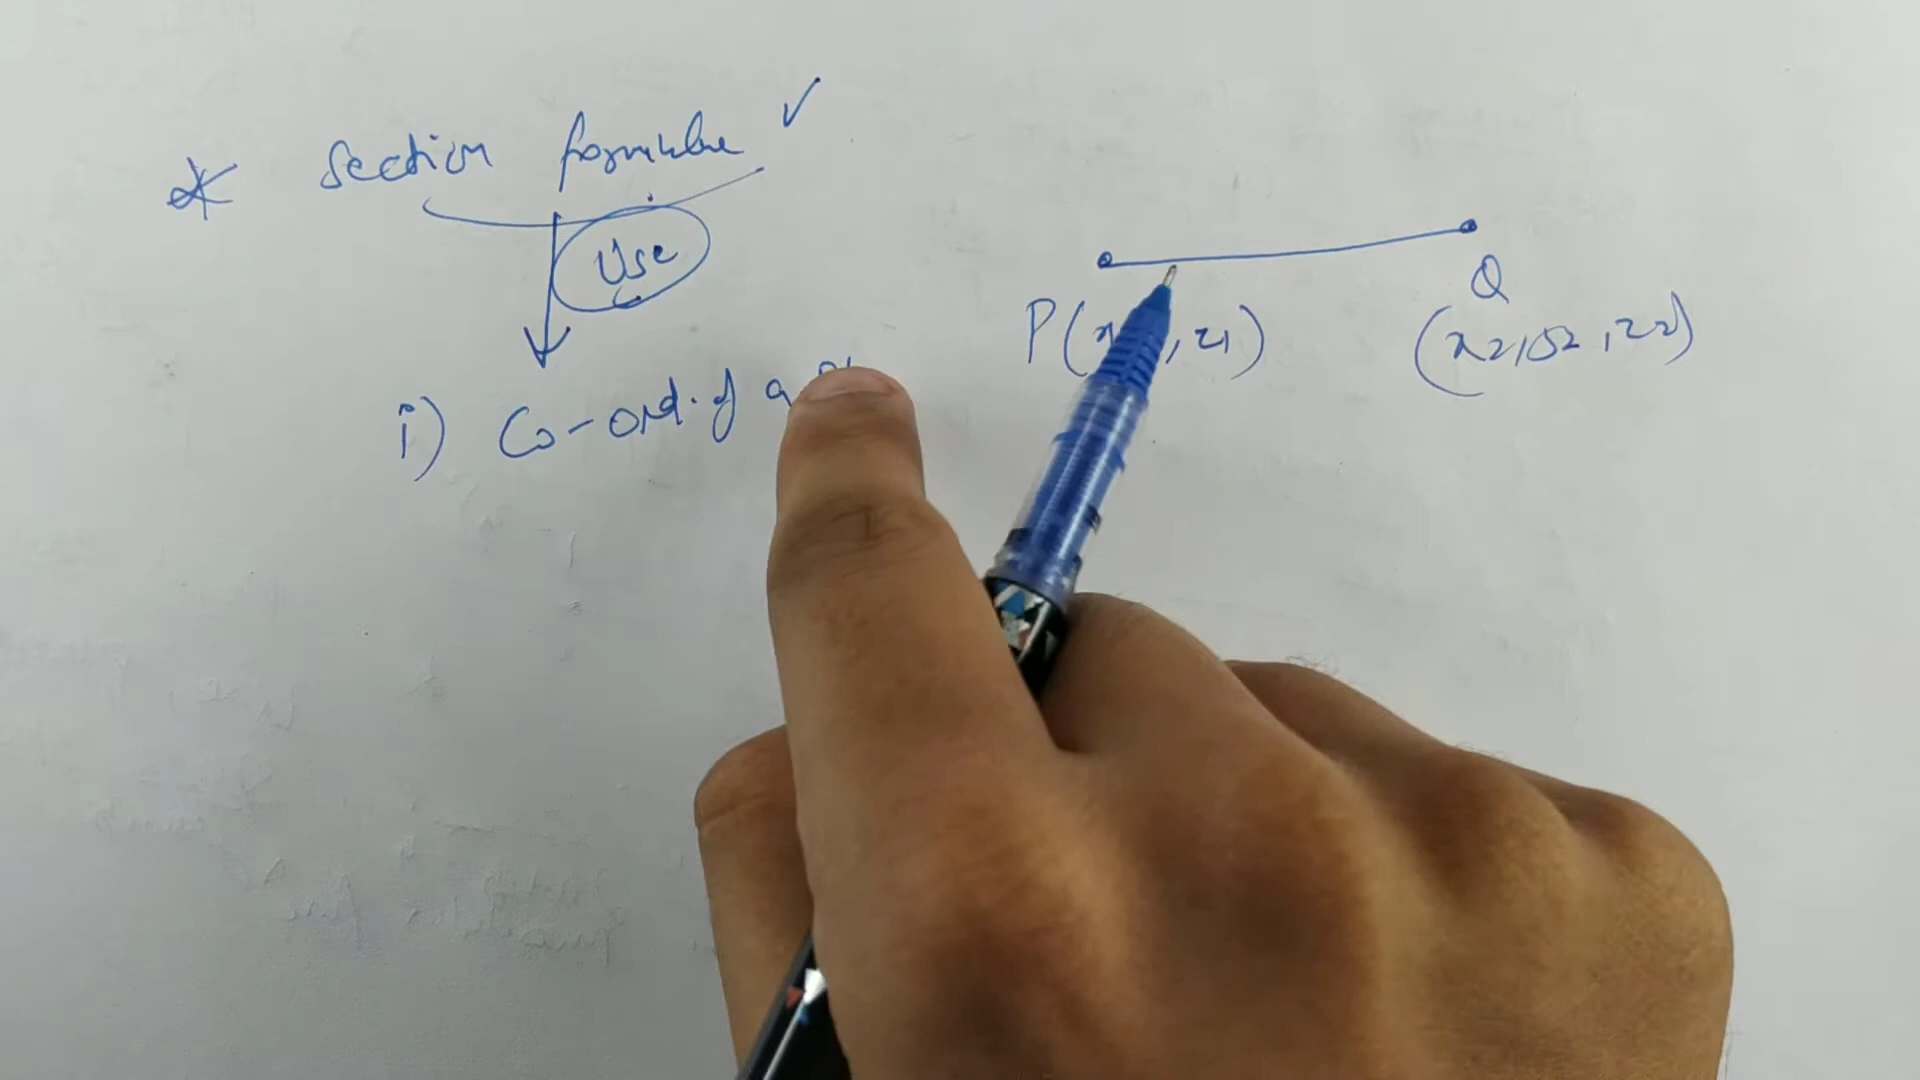 * Section formulae ✓
Use
i) Co-ord. of a
Q
P(x , z1)
(x2, y2, z2)